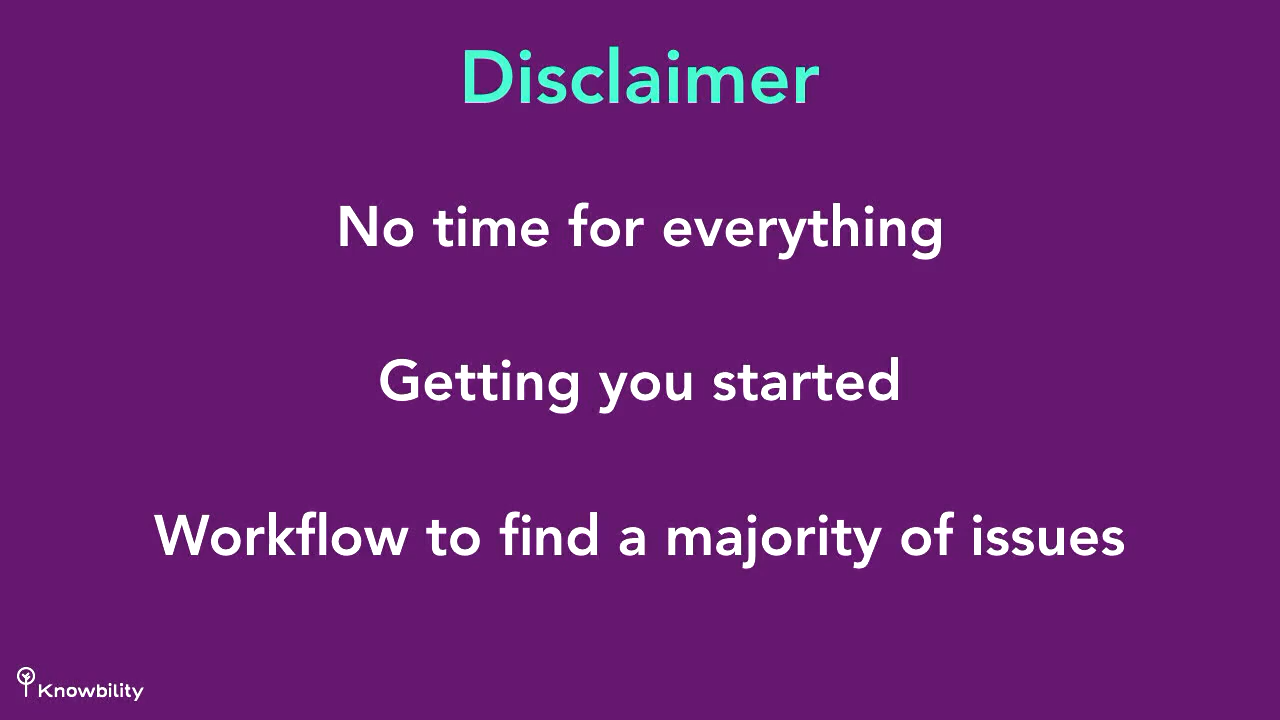 Disclaimer
No time for everything
Getting you started
Workflow to find a majority of issues
Knowbility